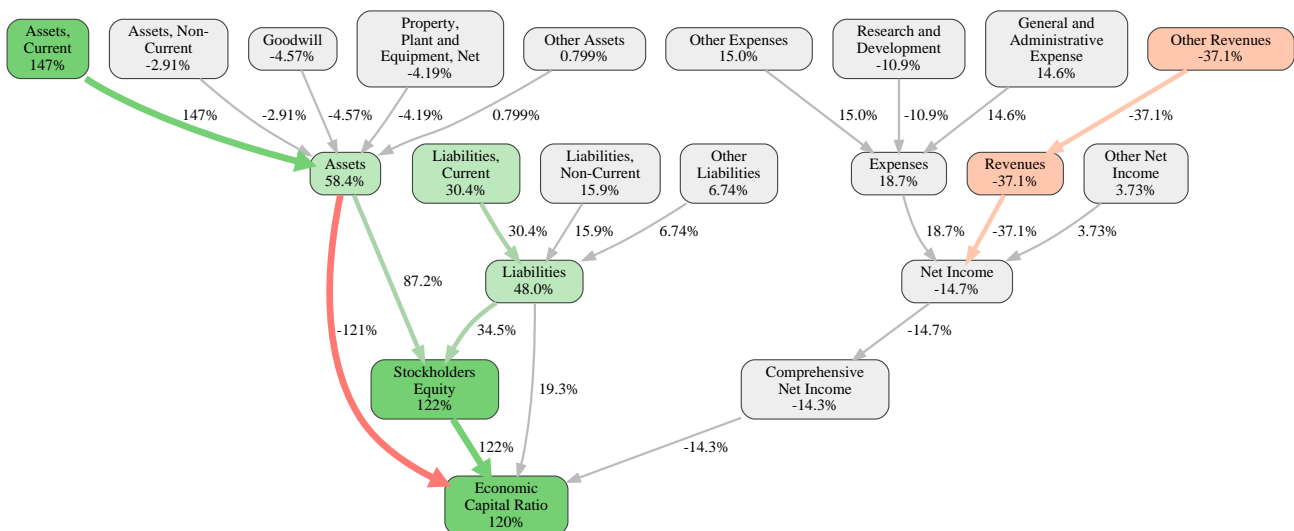 Assets,
Current
147%
Assets, Non-
Current
-2.91%
Goodwill
-4.57%
Property,
Plant and
Equipment, Net
-4.19%
Other Assets
0.799%
Other Expenses
15.0%
Research and
Development
-10.9%
General and
Administrative
Expense
14.6%
Other Revenues
-37.1%
147%
-2.91%
-4.57%
-4.19%
0.799%
15.0%
-10.9%
14.6%
-37.1%
Assets
58.4%
Liabilities,
Current
30.4%
Liabilities,
Non-Current
15.9%
Other
Liabilities
6.74%
Expenses
18.7%
Revenues
-37.1%
Other Net
Income
3.73%
30.4%
15.9%
6.74%
18.7%
-37.1%
3.73%
87.2%
Liabilities
48.0%
Net Income
-14.7%
-121%
34.5%
-14.7%
Stockholders
Equity
122%
19.3%
Comprehensive
Net Income
-14.3%
122%
-14.3%
Economic
Capital Ratio
120%